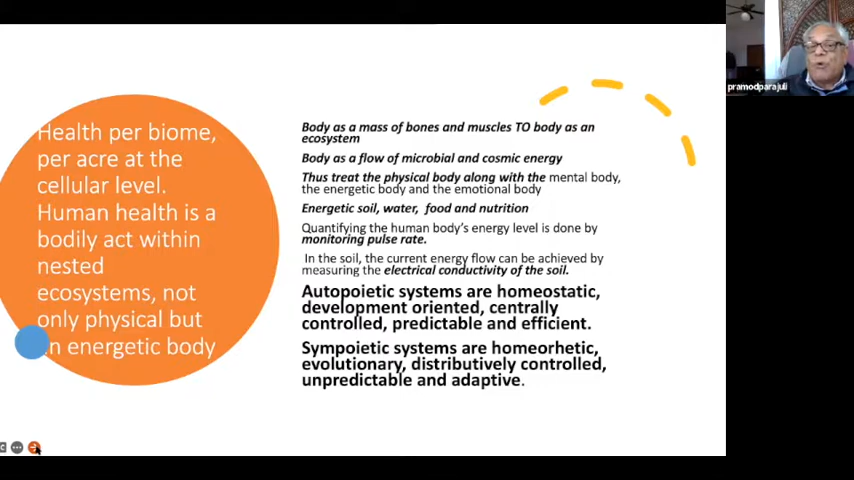 Health per biome,
per acre at the
cellular level.
Human health is a
bodily act within
nested
ecosystems, not
only physical but
energetic body
Body as a mass of bones and muscles TO body as an
ecosystem
Body as a flow of microbial and cosmic energy
Thus treat the physical body along with the mental body,
the energetic body and the emotional body
Energetic soil, water, food and nutrition
Quantifying the human body's energy level is done by
monitoring pulse rate.
In the soil, the current energy flow can be achieved by
measuring the electrical conductivity of the soil.
Autopoietic systems are homeostatic,
development oriented, centrally
controlled, predictable and efficient.
Sympoietic systems are homeorhetic,
evolutionary, distributively controlled,
unpredictable and adaptive.
pramodparajuli